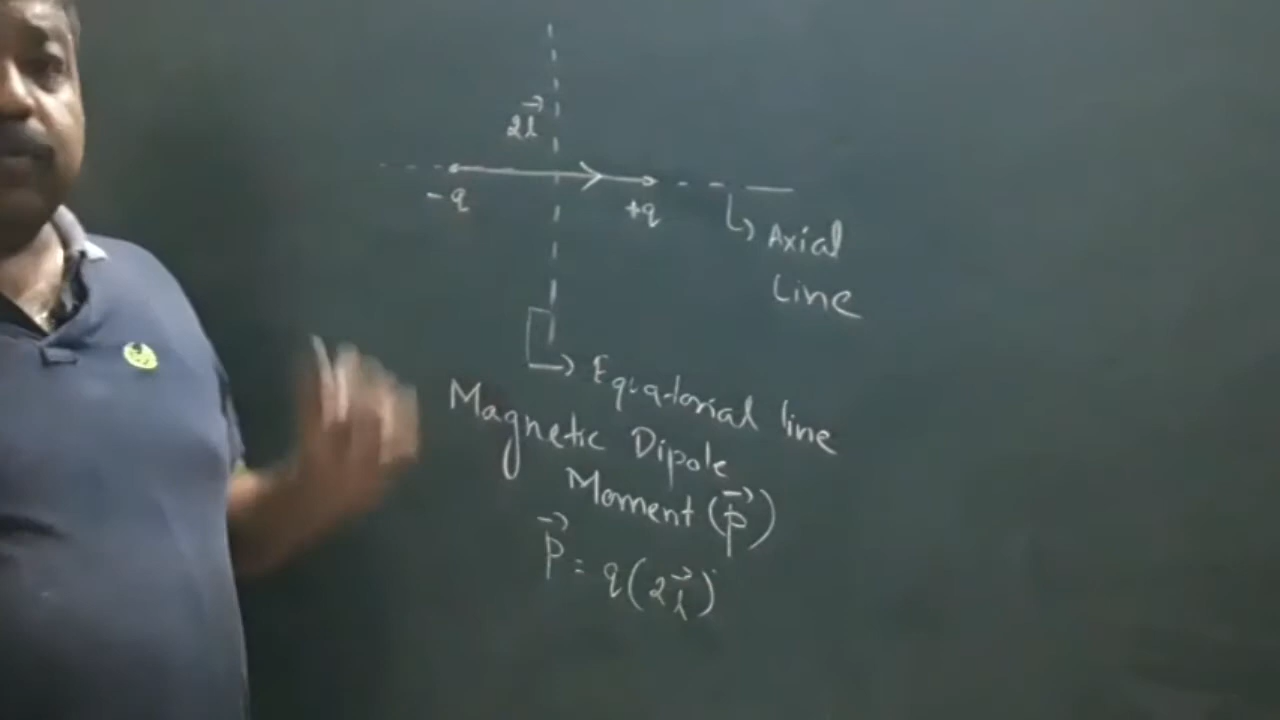 2l⃗
-q
+q
Axial
Line
Equatorial line
Magnetic Dipole
Moment (p⃗)
p⃗ = q(2l⃗)